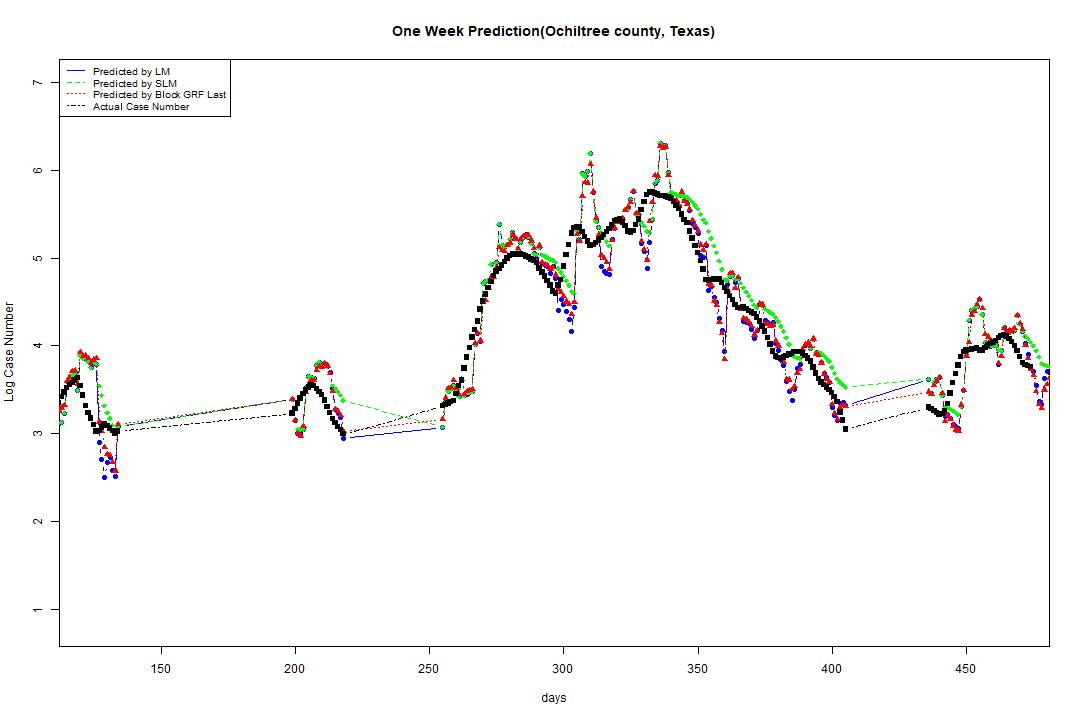 One Week Prediction(Ochiltree county, Texas)
Predicted by LM
Predicted by SLM
Predicted by Block GRF Last
Actual Case Number
Log Case Number
7
6
5
4
3
2
1
150 200 250 300 350 400 450
days